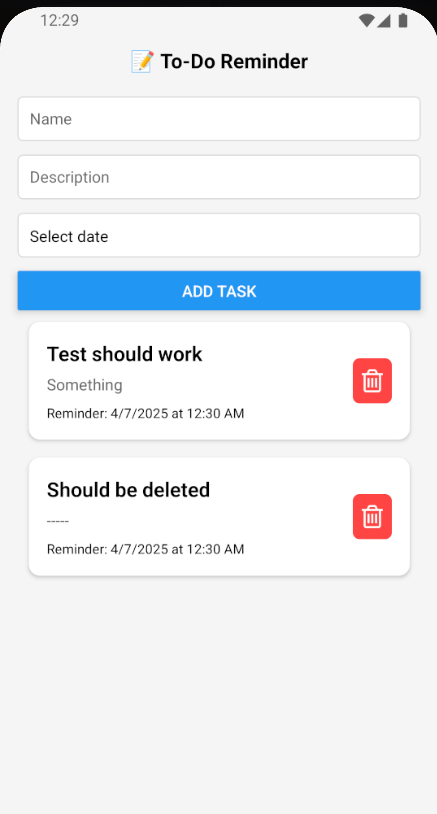 12:29
📝 To-Do Reminder
Name
Description
Select date
ADD TASK
Test should work
Something
Reminder: 4/7/2025 at 12:30 AM
Should be deleted
-----
Reminder: 4/7/2025 at 12:30 AM